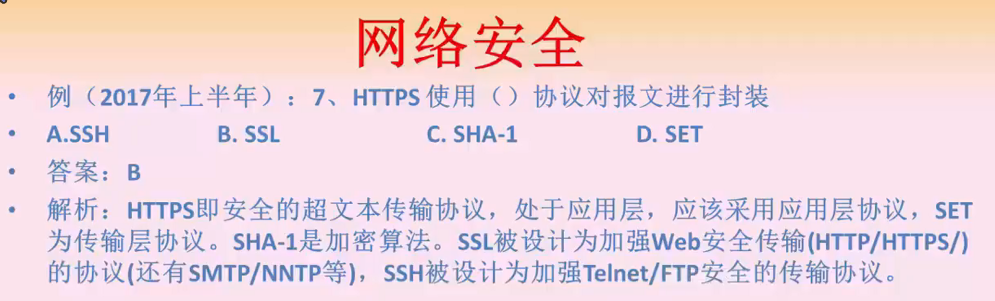 网络安全
• 例（2017年上半年）：7、HTTPS 使用（）协议对报文进行封装
• A.SSH B. SSL C. SHA-1 D. SET
• 答案：B
• 解析：HTTPS即安全的超文本传输协议，处于应用层，应该采用应用层协议，SET
为传输层协议。SHA-1是加密算法。SSL被设计为加强Web安全传输(HTTP/HTTPS/)
的协议(还有SMTP/NNTP等)，SSH被设计为加强Telnet/FTP安全的传输协议。